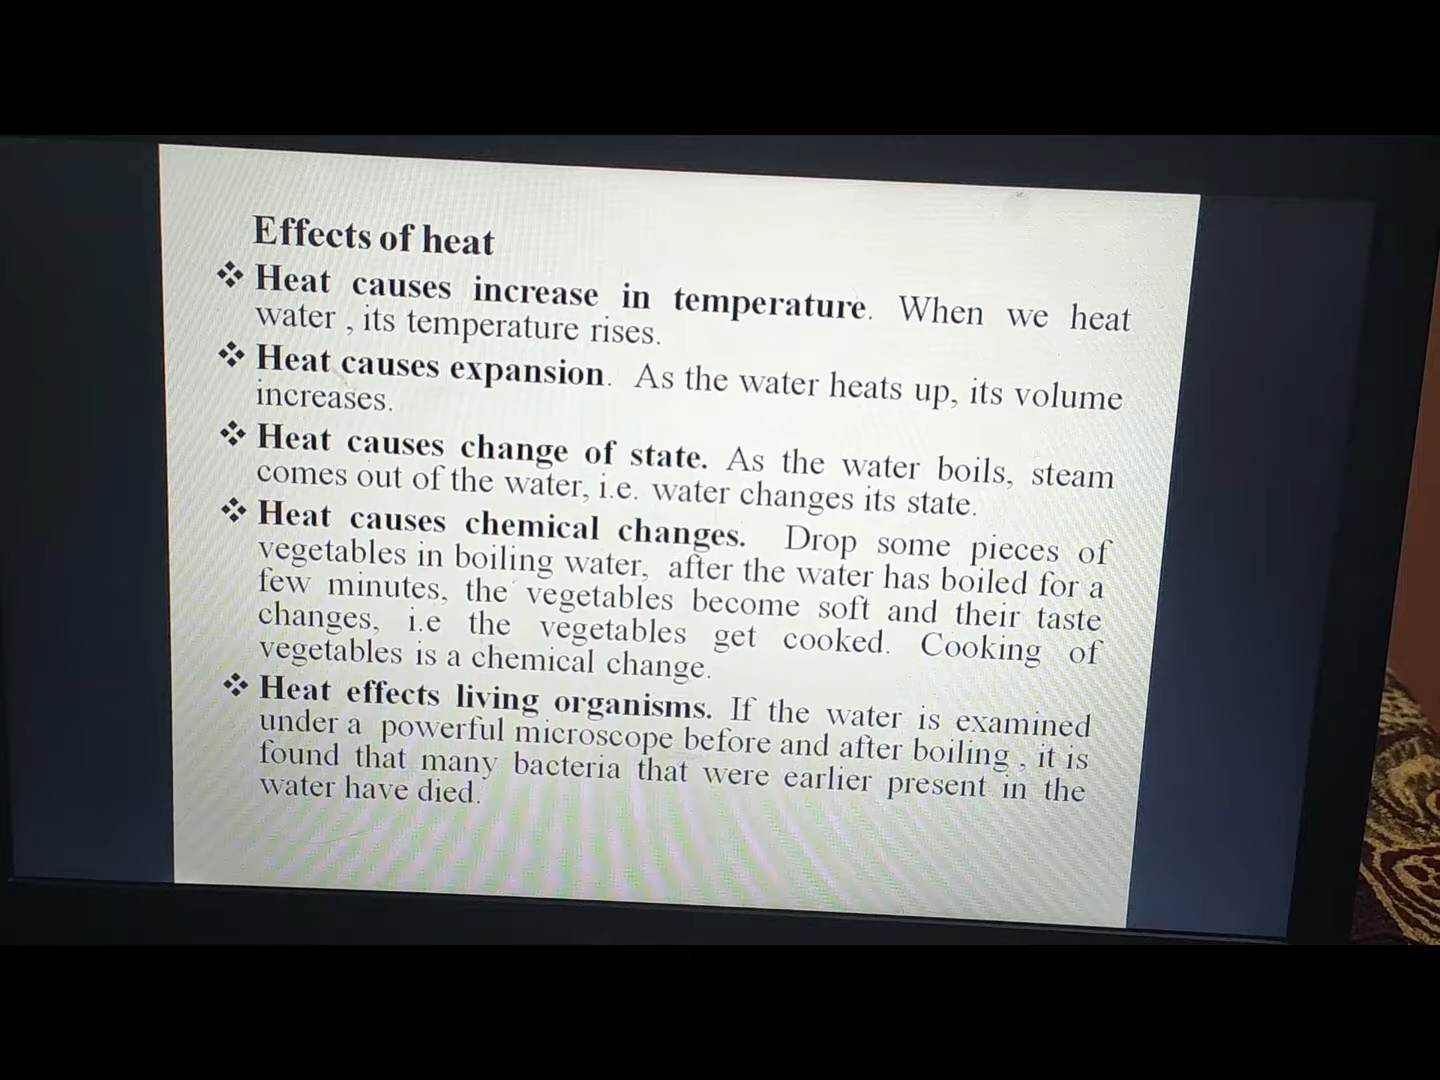 Effects of heat
❖ Heat causes increase in temperature. When we heat
water , its temperature rises.
❖ Heat causes expansion. As the water heats up, its volume
increases.
❖ Heat causes change of state. As the water boils, steam
comes out of the water, i.e. water changes its state.
❖ Heat causes chemical changes. Drop some pieces of
vegetables in boiling water, after the water has boiled for a
few minutes, the vegetables become soft and their taste
changes, i.e the vegetables get cooked. Cooking of
vegetables is a chemical change.
❖ Heat effects living organisms. If the water is examined
under a powerful microscope before and after boiling , it is
found that many bacteria that were earlier present in the
water have died.